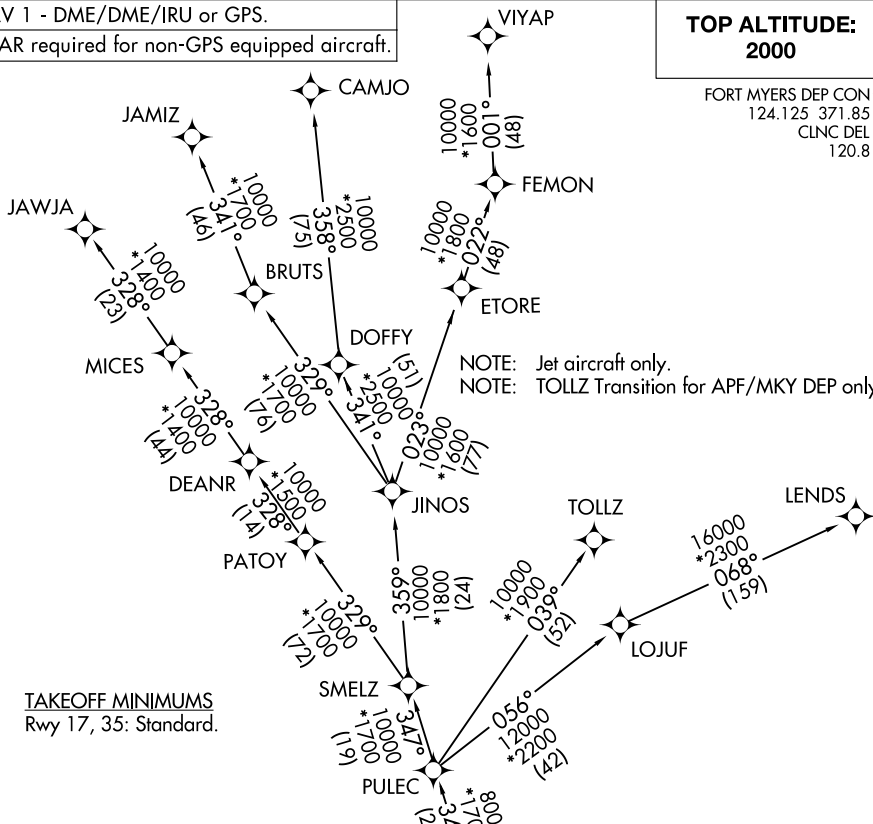 V 1 - DME/DME/IRU or GPS.
AR required for non-GPS equipped aircraft.
TOP ALTITUDE:
2000
FORT MYERS DEP CON
124.125 371.85
CLNC DEL
120.8
VIYAP
10000
*1600
001°
(48)
CAMJO
10000
*2500
358°
(75)
JAMIZ
10000
*1700
341°
(46)
FEMON
10000
*1800
022°
(48)
JAWJA
10000
*1400
328°
(23)
BRUTS
ETORE
DOFFY
MICES
NOTE: Jet aircraft only.
NOTE: TOLLZ Transition for APF/MKY DEP only
329°
10000
*1700
(76)
(51)
10000
*2500
341°
023°
10000
*1600
(77)
328°
10000
*1400
(44)
DEANR
10000
*1500
328°
(14)
JINOS
TOLLZ
LENDS
PATOY
16000
*2300
068°
(159)
359°
10000
*1800
(24)
10000
*1900
039°
(52)
329°
10000
*1700
(72)
LOJUF
SMELZ
TAKEOFF MINIMUMS
Rwy 17, 35: Standard.
347°
10000
*1700
(19)
056°
12000
*2200
(42)
PULEC